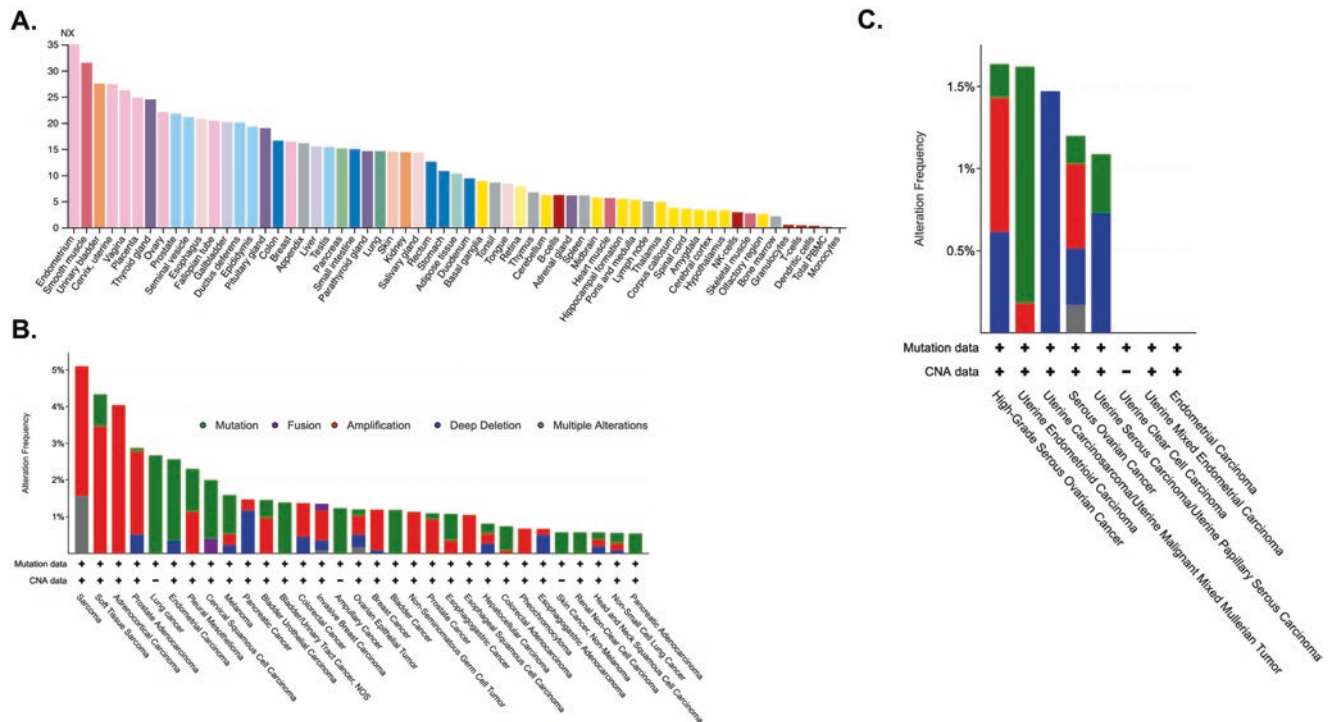 A.
NX
35
30
25
20
15
10
5
0
Endometrium
Smooth muscle
Urinary bladder
Cervix, uterine
Vagina
Placenta
Thyroid gland
Ovary
Prostate
Seminal vesicle
Esophagus
Fallopian tube
Gallbladder
Ductus deferens
Epididymis
Pituitary gland
Colon
Breast
Appendix
Liver
Testis
Pancreas
Small intestine
Parathyroid gland
Lung
Skin
Kidney
Salivary gland
Rectum
Stomach
Adipose tissue
Duodenum
Basal ganglia
Tonsil
Tongue
Retina
Thymus
Cerebellum
B-cells
Adrenal gland
Spleen
Midbrain
Heart muscle
Hippocampal formation
Pons and medulla
Lymph node
Thalamus
Corpus callosum
Spinal cord
Amygdala
Cerebral cortex
Hypothalamus
NK-cells
Skeletal muscle
Olfactory region
Bone marrow
Granulocytes
T-cells
Dendritic cells
Total PBMC
Monocytes
B.
Alteration Frequency
5%
4%
3%
2%
1%
Mutation
Fusion
Amplification
Deep Deletion
Multiple Alterations
Mutation data + + + + + + + + + + + + + + + + + + + + + + + + + + + + + + +
CNA data + + + + - + + + + + + + + + - + + + + + + + + + + + - + + + +
Sarcoma
Soft Tissue Sarcoma
Adrenocortical Carcinoma
Prostate Adenocarcinoma
Lung cancer
Endometrial Carcinoma
Pleural Mesothelioma
Cervical Squamous Cell Carcinoma
Melanoma
Pancreatic Cancer
Bladder Urothelial Carcinoma
Bladder/Urinary Tract Cancer, NOS
Colorectal Cancer
Invasive Breast Carcinoma
Ampullary Cancer
Ovarian Epithelial Tumor
Breast Cancer
Bladder Cancer
Non-Seminomatous Germ Cell Tumor
Prostate Cancer
Esophagogastric Cancer
Esophageal Squamous Cell Carcinoma
Hepatocellular Carcinoma
Colorectal Adenocarcinoma
Pheochromocytoma
Esophagogastric Adenocarcinoma
Skin Cancer, Non-Melanoma
Renal Non-Clear Cell Carcinoma
Head and Neck Squamous Cell Carcinoma
Non-Small Cell Lung Cancer
Pancreatic Adenocarcinoma
C.
Alteration Frequency
1.5%
1%
0.5%
Mutation data + + + + + + + +
CNA data + + + + + - + +
High-Grade Serous Ovarian Cancer
Uterine Endometrioid Carcinoma
Uterine Carcinosarcoma/Uterine Malignant Mixed Mullerian Tumor
Serous Ovarian Cancer
Uterine Serous Carcinoma/Uterine Papillary Serous Carcinoma
Uterine Clear Cell Carcinoma
Uterine Mixed Endometrial Carcinoma
Endometrial Carcinoma